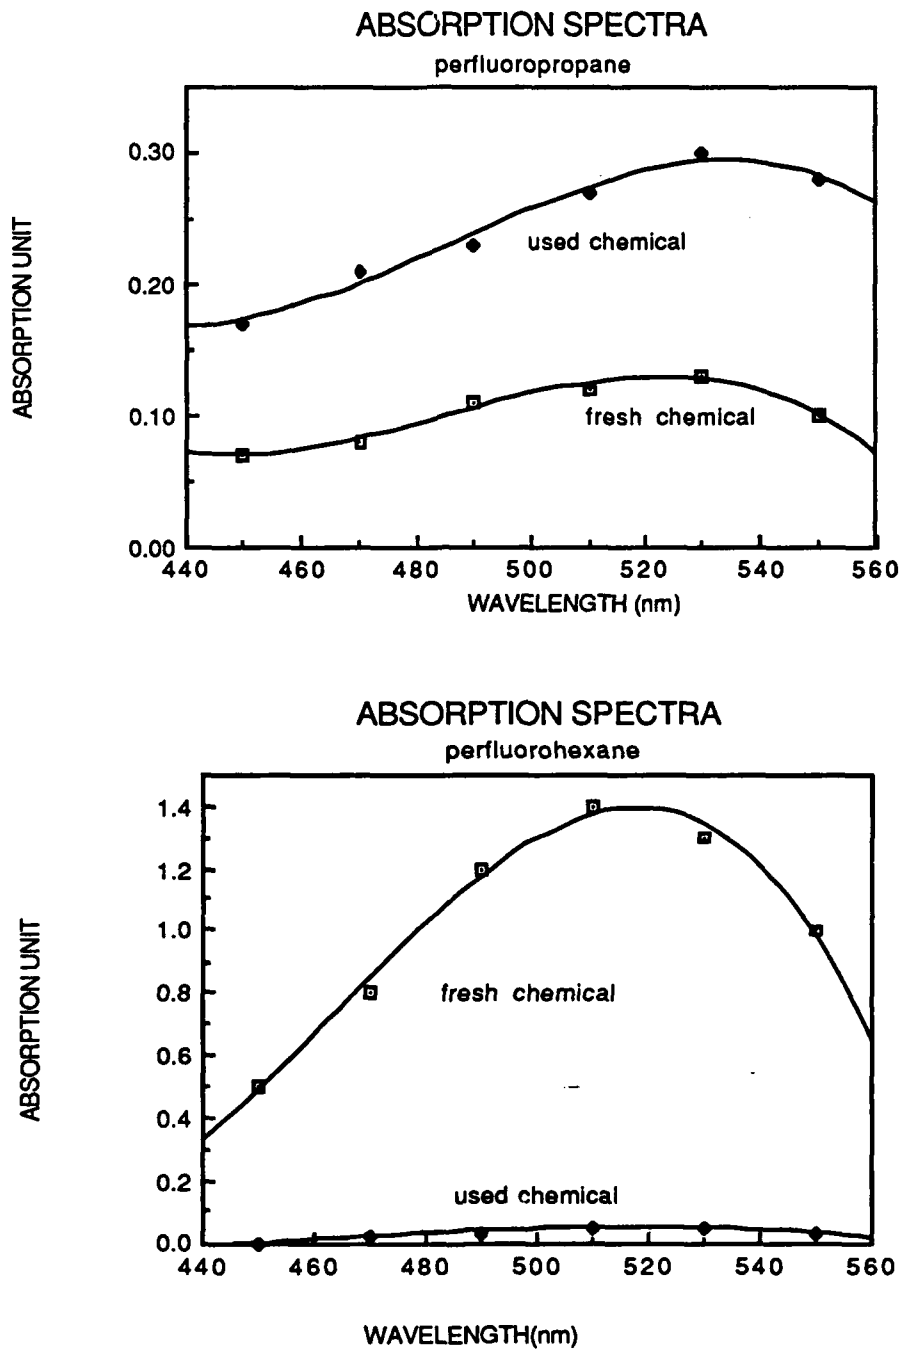 ABSORPTION SPECTRA
perfluoropropane
0.30
0.20
0.10
0.00
ABSORPTION UNIT
used chemical
fresh chemical
440 460 480 500 520 540 560
WAVELENGTH (nm)
ABSORPTION SPECTRA
perfluorohexane
1.4
1.2
1.0
0.8
0.6
0.4
0.2
0.0
ABSORPTION UNIT
fresh chemical
used chemical
440 460 480 500 520 540 560
WAVELENGTH(nm)